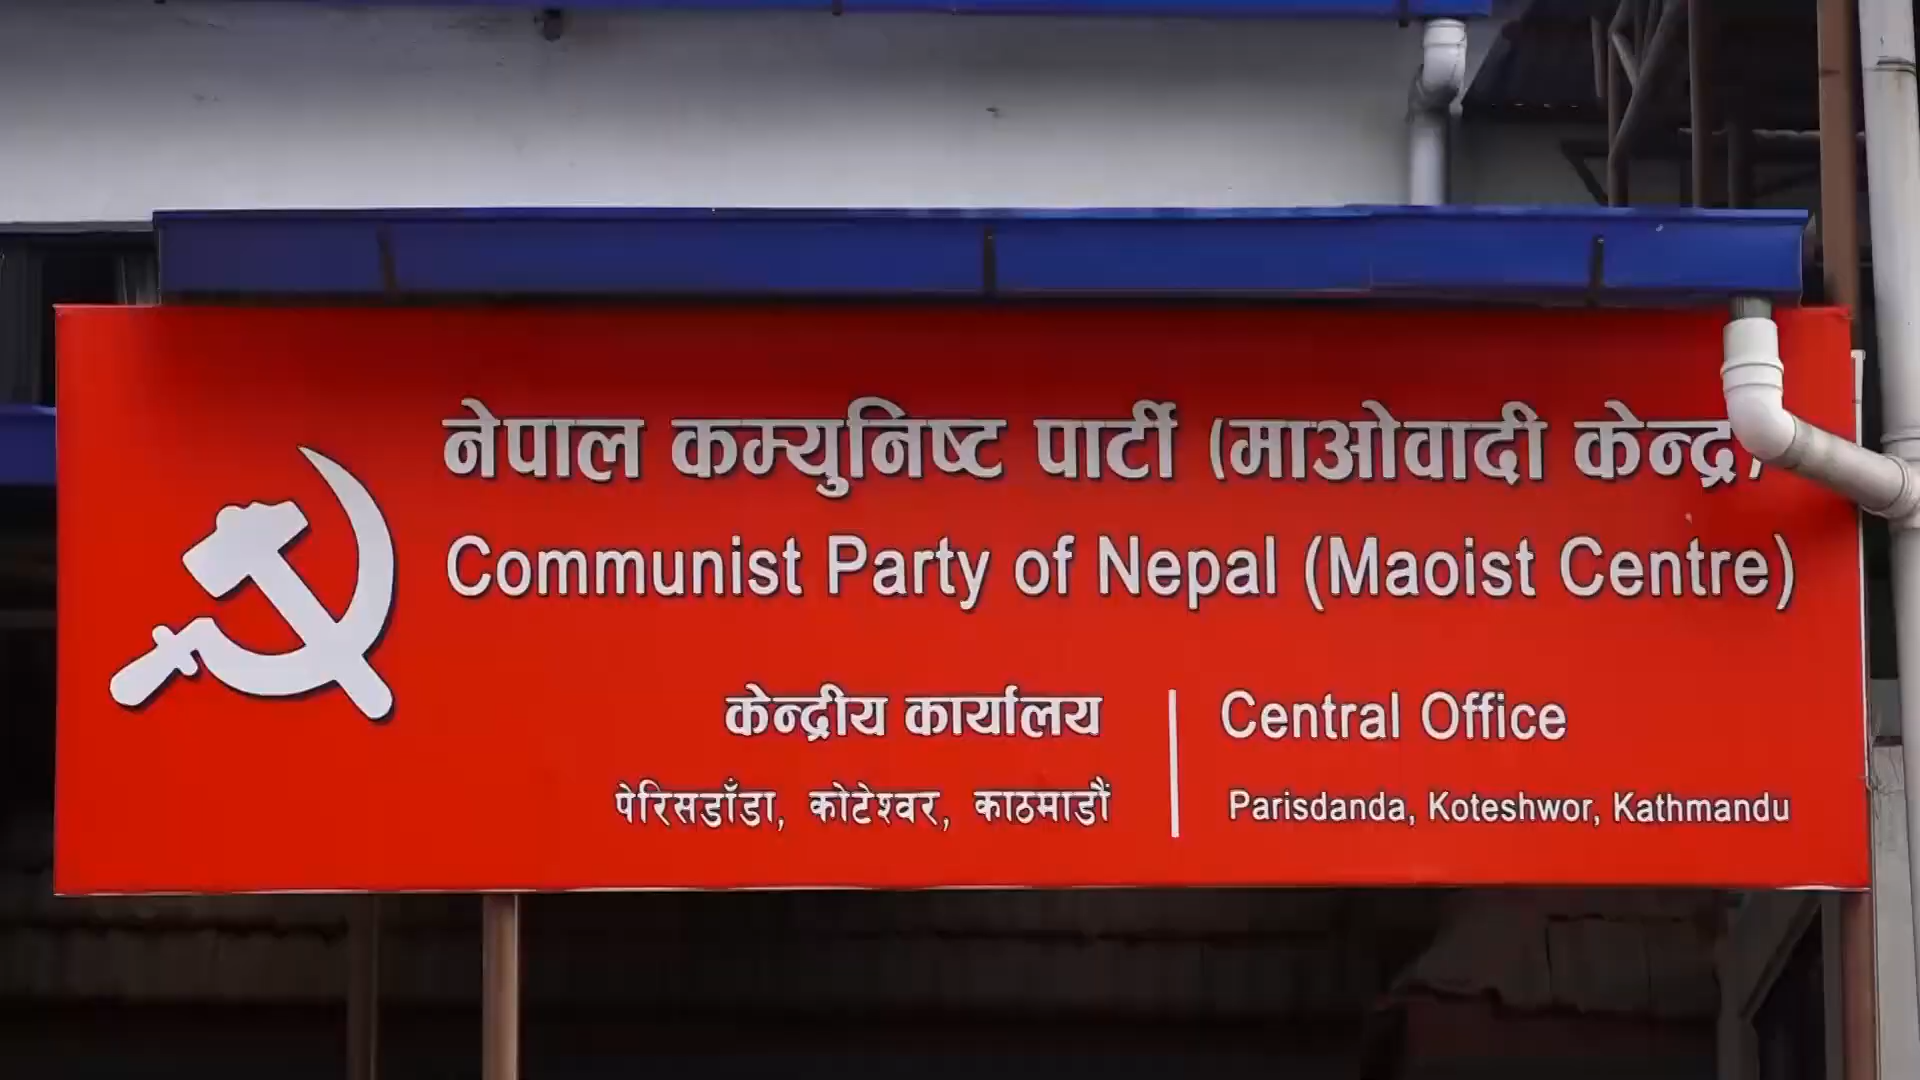 नेपाल कम्युनिष्ट पार्टी (माओवादी केन्द्र)
Communist Party of Nepal (Maoist Centre)
केन्द्रीय कार्यालय
पेरिसडाँडा, कोटेश्वर, काठमाडौं
Central Office
Parisdanda, Koteshwor, Kathmandu